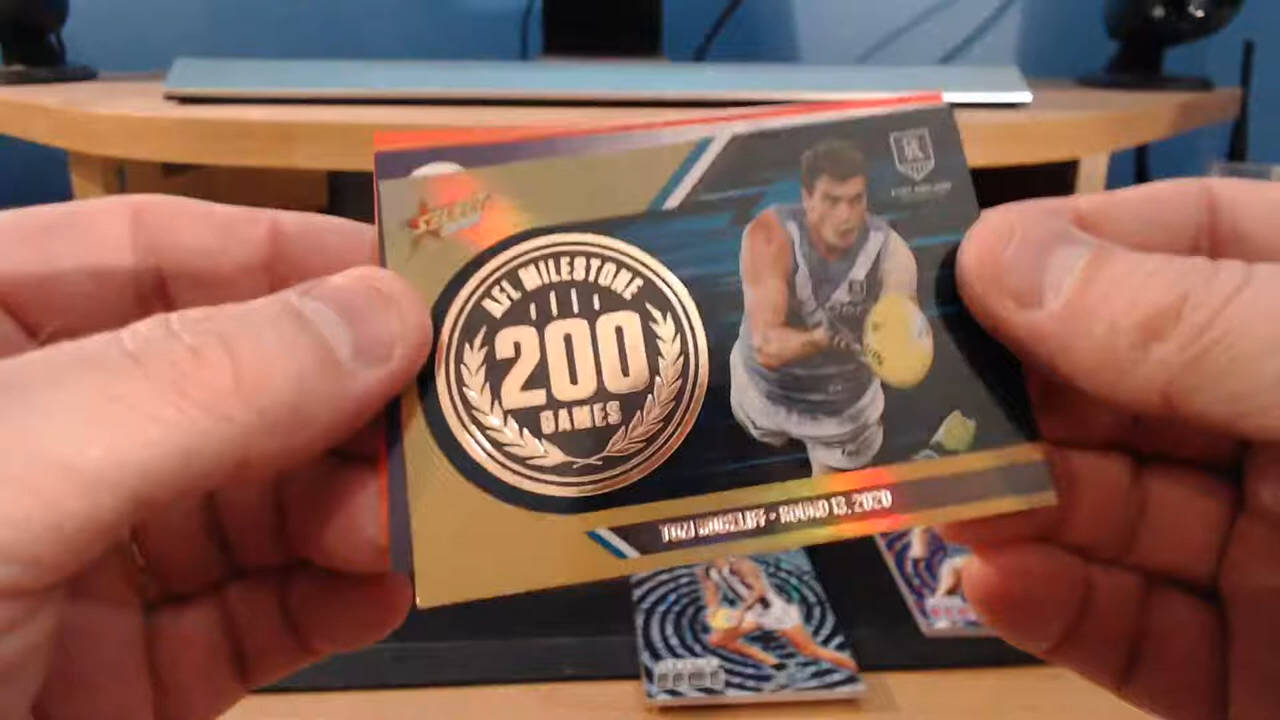 SELECT
AFL MILESTONE
200
GAMES
TOM ROCKLIFF • ROUND 13, 2020